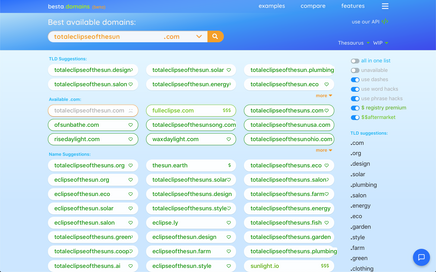 besta.domains (beta)
examples compare features
Best available domains:
use our API
totaleclipseofthesun .com
Thesaurus WIP
TLD Suggestions:
totaleclipseofthesun.design
totaleclipseofthesun.solar
totaleclipseofthesun.plumbing
totaleclipseofthesun.salon
totaleclipseofthesun.energy
totaleclipseofthesun.eco
more
Available .com:
totaleclipseofthesun.com
fulleclipse.com $$$
totaleclipseofthesuns.com
ofsunbathe.com
totaleclipseofthesunsong.com
totaleclipseofthesunusa.com
risedaylight.com
waxdaylight.com
totaleclipseofthesunohio.com
more
Name Suggestions:
totaleclipseofthesuns.org
thesun.earth $
totaleclipseofthesuns.eco
eclipseofthesun.org
totaleclipseofthesuns.solar
totaleclipseofthesuns.salon
eclipseofthesun.eco
totaleclipseofthesuns.design
totaleclipseofthesuns.farm
eclipseofthesun.solar
totaleclipseofthesuns.style
totaleclipseofthesuns.energy
eclipseofthesun.salon
eclipse.ly
totaleclipseofthesuns.fish
totaleclipseofthesuns.green
eclipseofthesun.design
totaleclipseofthesuns.garden
totaleclipseofthesuns.coop
eclipseofthesun.farm
totaleclipseofthesuns.plumbing
totaleclipseofthesuns.ai
eclipseofthesun.style
sunlight.io $$$
all in one list
unavailable
use dashes
use word hacks
use phrase hacks
$ registry premium
$$aftermarket
TLD suggestions:
.com
.org
.design
.solar
.plumbing
.salon
.energy
.eco
.garden
.style
.farm
.green
.clothing